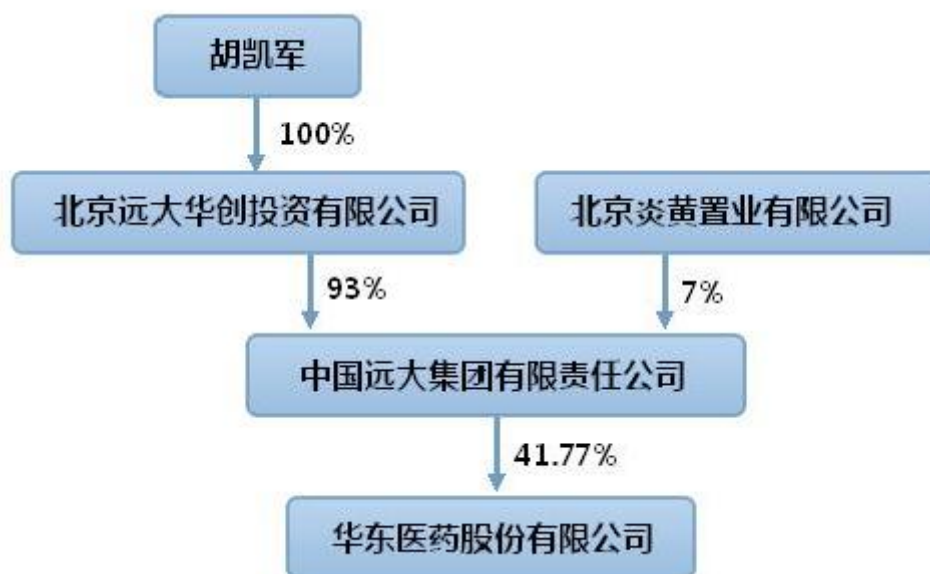 胡凯军
100%
北京远大华创投资有限公司
北京炎黄置业有限公司
93%
7%
中国远大集团有限责任公司
41.77%
华东医药股份有限公司